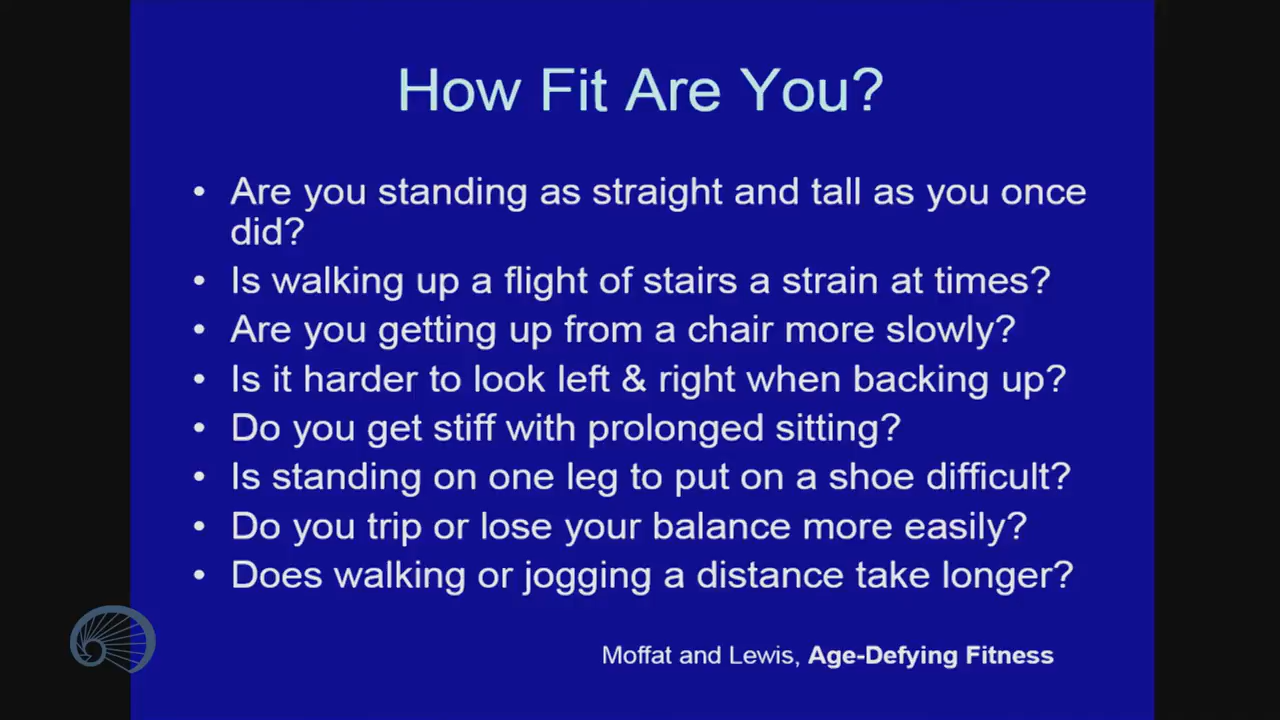 How Fit Are You?
• Are you standing as straight and tall as you once
did?
• Is walking up a flight of stairs a strain at times?
• Are you getting up from a chair more slowly?
• Is it harder to look left & right when backing up?
• Do you get stiff with prolonged sitting?
• Is standing on one leg to put on a shoe difficult?
• Do you trip or lose your balance more easily?
• Does walking or jogging a distance take longer?
Moffat and Lewis, Age-Defying Fitness